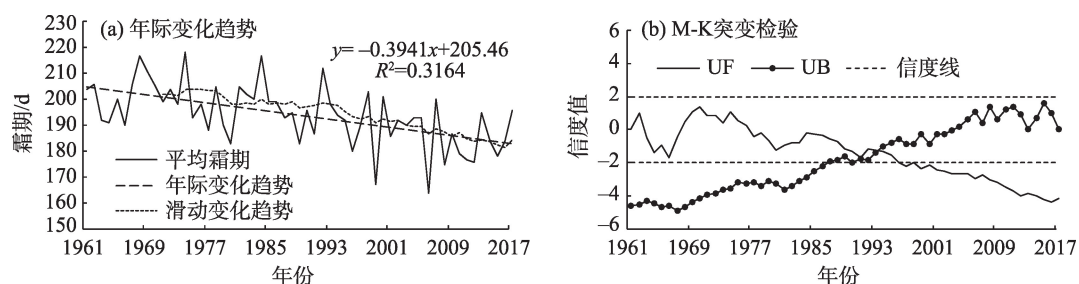 (a) 年际变化趋势
y= –0.3941x+205.46
R²=0.3164
霜期/d
230
220
210
200
190
180
170
160
150
平均霜期
年际变化趋势
滑动变化趋势
1961 1969 1977 1985 1993 2001 2009 2017
年份
(b) M-K突变检验
UF UB 信度线
信度值
6
4
2
0
−2
−4
−6
1961 1969 1977 1985 1993 2001 2009 2017
年份